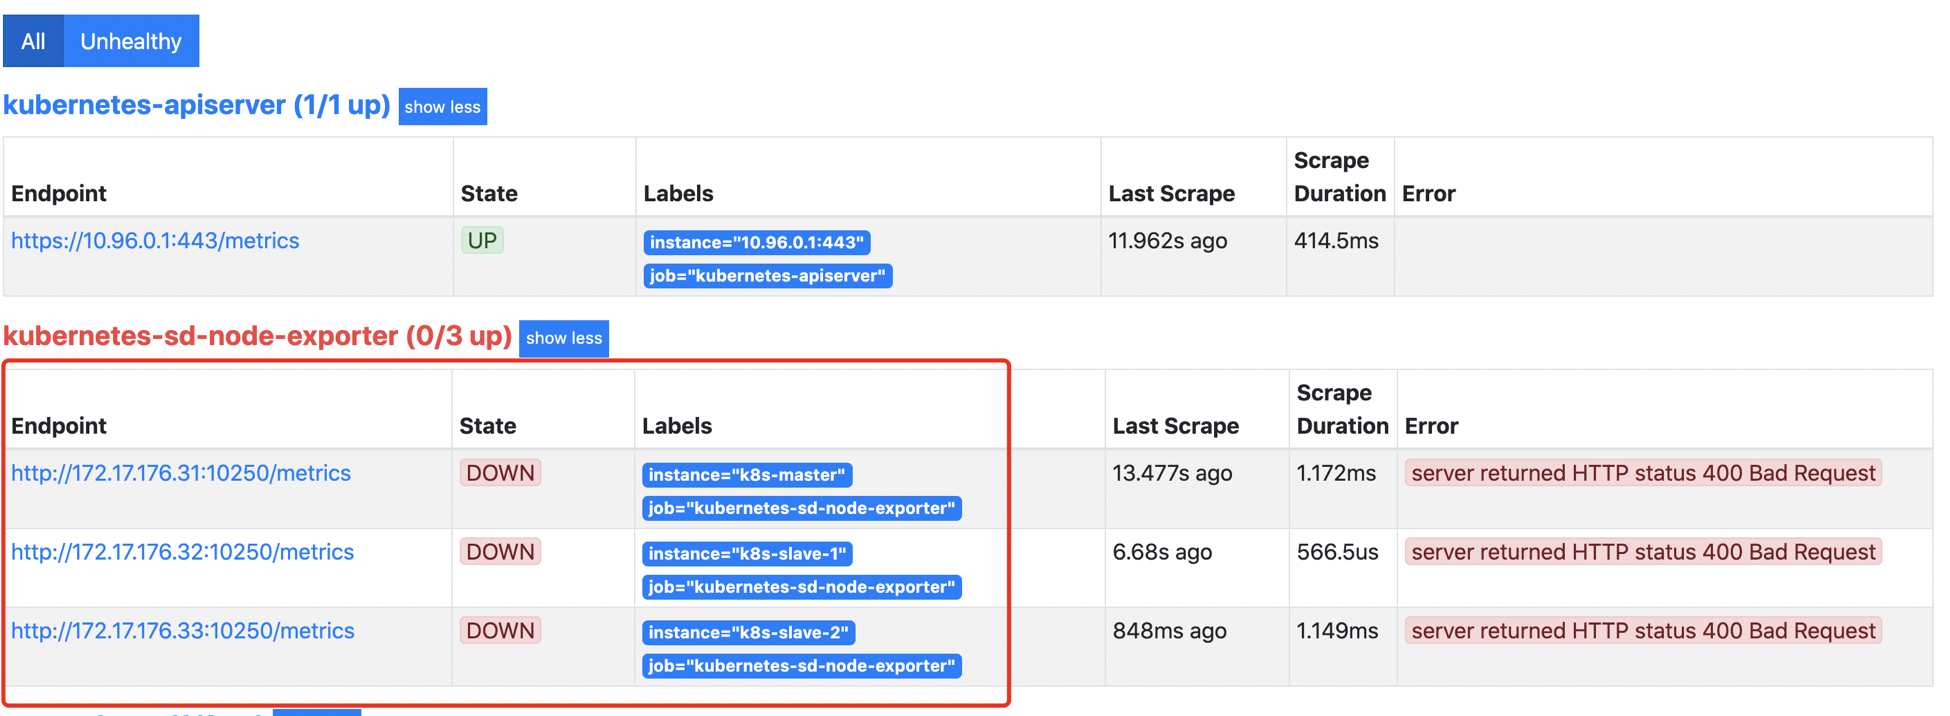 All Unhealthy
kubernetes-apiserver (1/1 up) show less
Endpoint State Labels Last Scrape Scrape Duration Error
https://10.96.0.1:443/metrics UP instance="10.96.0.1:443" 11.962s ago 414.5ms
job="kubernetes-apiserver"
kubernetes-sd-node-exporter (0/3 up) show less
Endpoint State Labels Last Scrape Scrape Duration Error
http://172.17.176.31:10250/metrics DOWN instance="k8s-master" 13.477s ago 1.172ms server returned HTTP status 400 Bad Request
job="kubernetes-sd-node-exporter"
http://172.17.176.32:10250/metrics DOWN instance="k8s-slave-1" 6.68s ago 566.5us server returned HTTP status 400 Bad Request
job="kubernetes-sd-node-exporter"
http://172.17.176.33:10250/metrics DOWN instance="k8s-slave-2" 848ms ago 1.149ms server returned HTTP status 400 Bad Request
job="kubernetes-sd-node-exporter"